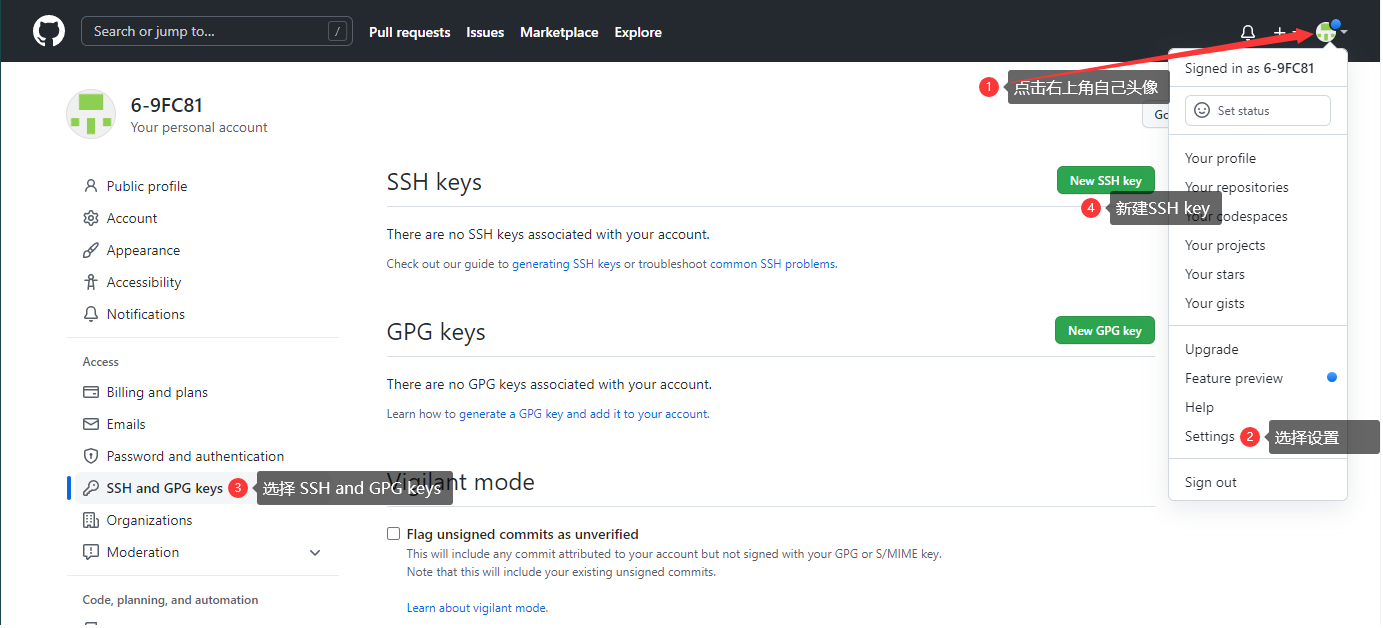 Search or jump to...
/
Pull requests
Issues
Marketplace
Explore
Signed in as 6-9FC81
1
点击右上角自己头像
6-9FC81
Your personal account
Set status
Public profile
Account
Appearance
Accessibility
Notifications
Access
Billing and plans
Emails
Password and authentication
SSH and GPG keys
3
选择 SSH and GPG keys
Organizations
Moderation
Code, planning, and automation
SSH keys
New SSH key
4
新建SSH key
There are no SSH keys associated with your account.
Check out our guide to generating SSH keys or troubleshoot common SSH problems.
GPG keys
New GPG key
There are no GPG keys associated with your account.
Learn how to generate a GPG key and add it to your account.
Vigilant mode
Flag unsigned commits as unverified
This will include any commit attributed to your account but not signed with your GPG or S/MIME key.
Note that this will include your existing unsigned commits.
Learn about vigilant mode.
Your profile
Your repositories
Your codespaces
Your projects
Your stars
Your gists
Upgrade
Feature preview
Help
Settings
2
选择设置
Sign out